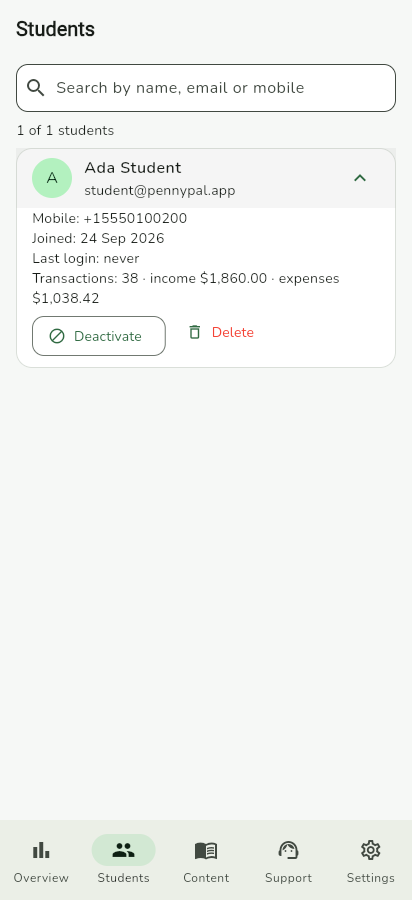 Students
Search by name, email or mobile
1 of 1 students
A
Ada Student
student@pennypal.app
Mobile: +15550100200
Joined: 24 Sep 2026
Last login: never
Transactions: 38 · income $1,860.00 · expenses
$1,038.42
Deactivate
Delete
Overview
Students
Content
Support
Settings